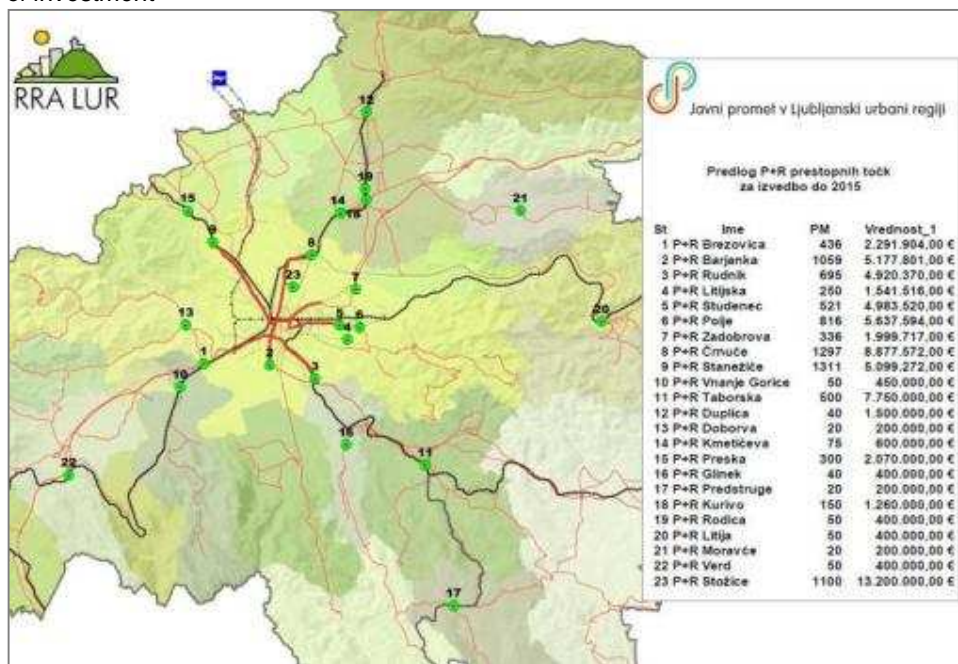 Investment
RRA LUR
12
19
15
14
18
21
9
8
23
7
13
5
6
4
20
1
2
3
10
16
11
22
17
Javni promet v Ljubljanski urbani regiji
Predlog P+R prestopnih točk
za izvedbo do 2015
St Ime PM Vrednost_1
1 P+R Brezovica 436 2.291.904,00 €
2 P+R Barjanka 1059 5.177.801,00 €
3 P+R Rudnik 695 4.920.370,00 €
4 P+R Litijska 250 1.541.516,00 €
5 P+R Studenec 521 4.983.520,00 €
6 P+R Polje 816 5.637.594,00 €
7 P+R Zadobrova 336 1.999.717,00 €
8 P+R Črnuče 1297 8.877.572,00 €
9 P+R Stanežiče 1311 5.099.272,00 €
10 P+R Vnanje Gorice 50 450.000,00 €
11 P+R Taborska 500 7.750.000,00 €
12 P+R Duplica 40 1.500.000,00 €
13 P+R Doborva 20 200.000,00 €
14 P+R Kmetičeva 75 600.000,00 €
15 P+R Preska 300 2.070.000,00 €
16 P+R Glinek 40 400.000,00 €
17 P+R Predstruge 20 200.000,00 €
18 P+R Kurivo 150 1.260.000,00 €
19 P+R Rodica 50 400.000,00 €
20 P+R Litija 50 400.000,00 €
21 P+R Moravče 20 200.000,00 €
22 P+R Verd 50 400.000,00 €
23 P+R Stožice 1100 13.200.000,00 €